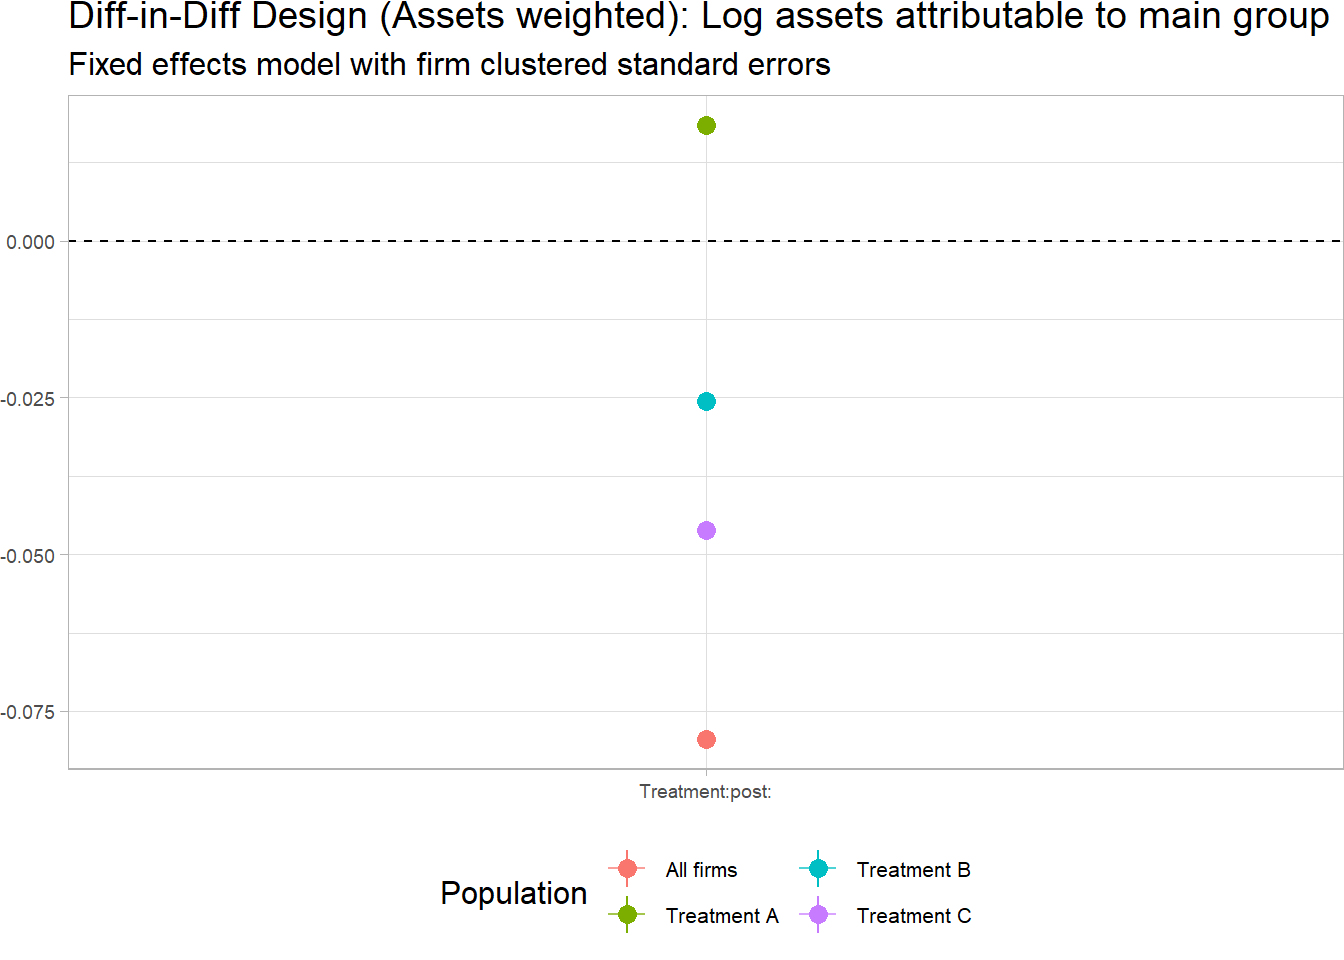 Diff-in-Diff Design (Assets weighted): Log assets attributable to main group
Fixed effects model with firm clustered standard errors
0.000
-0.025
-0.050
-0.075
Treatment:post:
Population
All firms
Treatment A
Treatment B
Treatment C